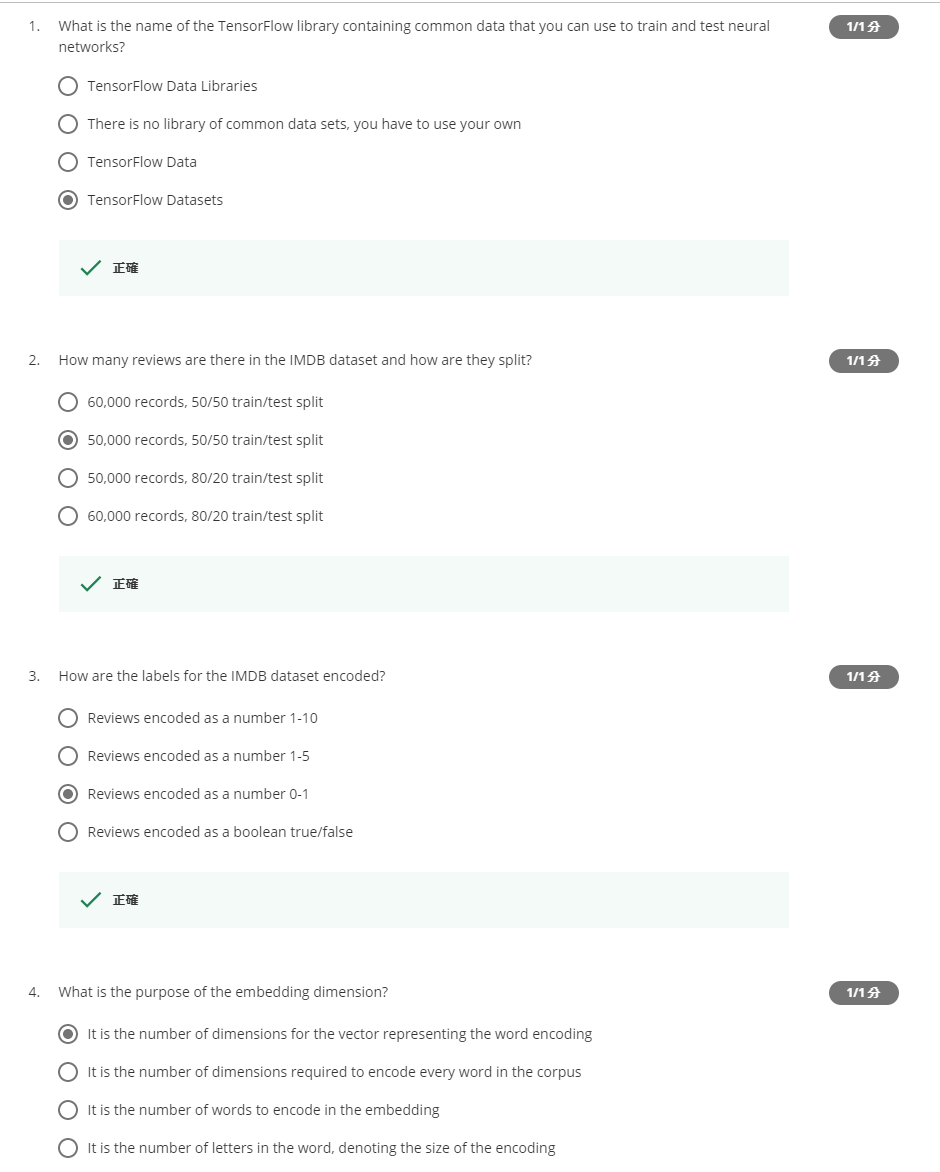 1. What is the name of the TensorFlow library containing common data that you can use to train and test neural
networks?
1/1 分
TensorFlow Data Libraries
There is no library of common data sets, you have to use your own
TensorFlow Data
TensorFlow Datasets
正確
2. How many reviews are there in the IMDB dataset and how are they split?
1/1 分
60,000 records, 50/50 train/test split
50,000 records, 50/50 train/test split
50,000 records, 80/20 train/test split
60,000 records, 80/20 train/test split
正確
3. How are the labels for the IMDB dataset encoded?
1/1 分
Reviews encoded as a number 1-10
Reviews encoded as a number 1-5
Reviews encoded as a number 0-1
Reviews encoded as a boolean true/false
正確
4. What is the purpose of the embedding dimension?
1/1 分
It is the number of dimensions for the vector representing the word encoding
It is the number of dimensions required to encode every word in the corpus
It is the number of words to encode in the embedding
It is the number of letters in the word, denoting the size of the encoding